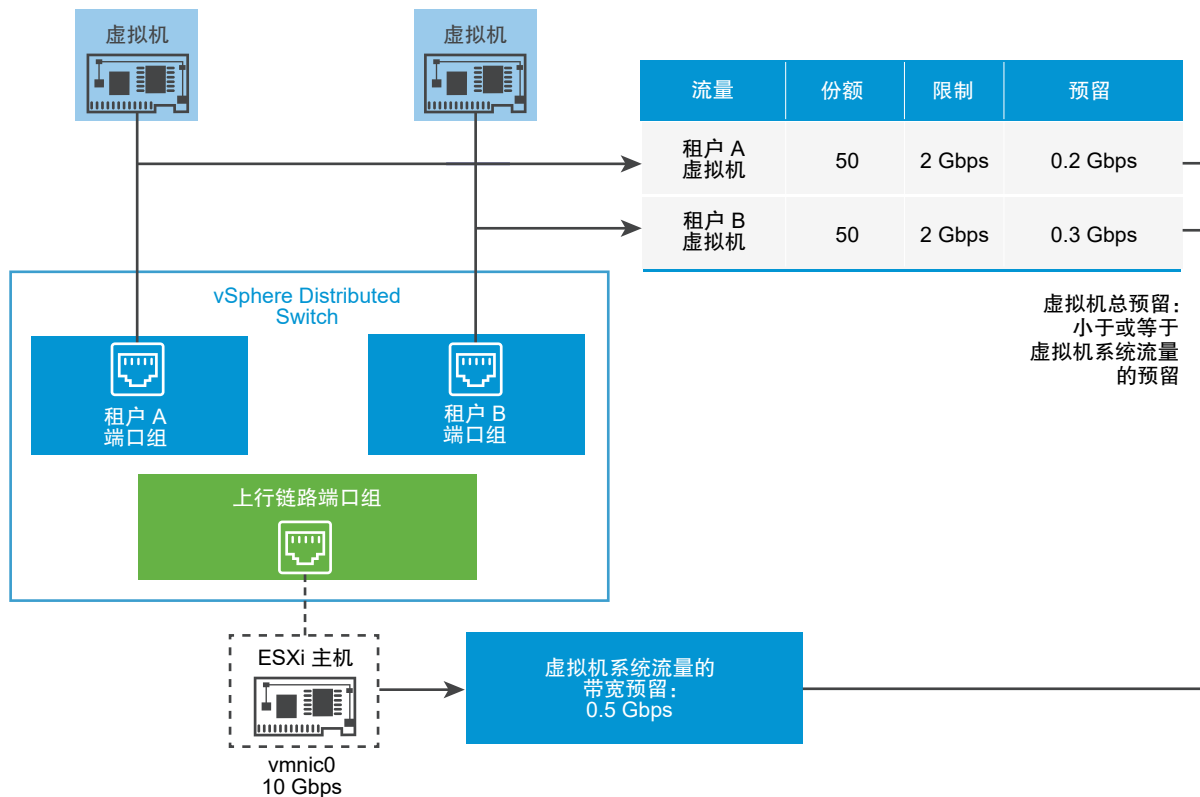 虚拟机
虚拟机
流量
份额
限制
预留
租户 A
虚拟机
50
2 Gbps
0.2 Gbps
租户 B
虚拟机
50
2 Gbps
0.3 Gbps
虚拟机总预留：
小于或等于
虚拟机系统流量
的预留
vSphere Distributed
Switch
租户 A
端口组
租户 B
端口组
上行链路端口组
ESXi 主机
vmnic0
10 Gbps
虚拟机系统流量的
带宽预留：
0.5 Gbps